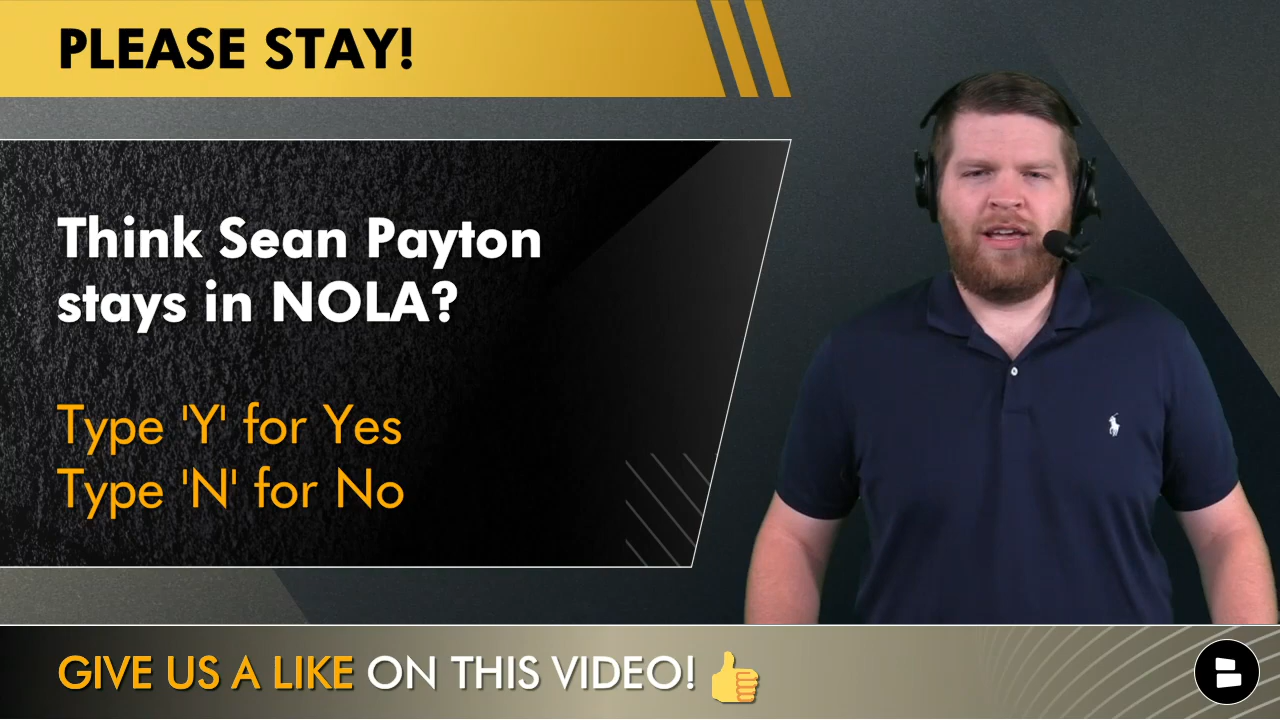 PLEASE STAY!
Think Sean Payton
stays in NOLA?
Type 'Y' for Yes
Type 'N' for No
GIVE US A LIKE ON THIS VIDEO!